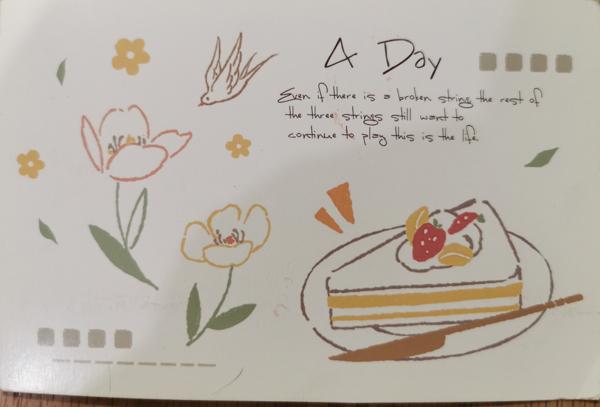 A Day
Even if there is a broken string the rest of
the three strings still want to
continue to play this is the life.